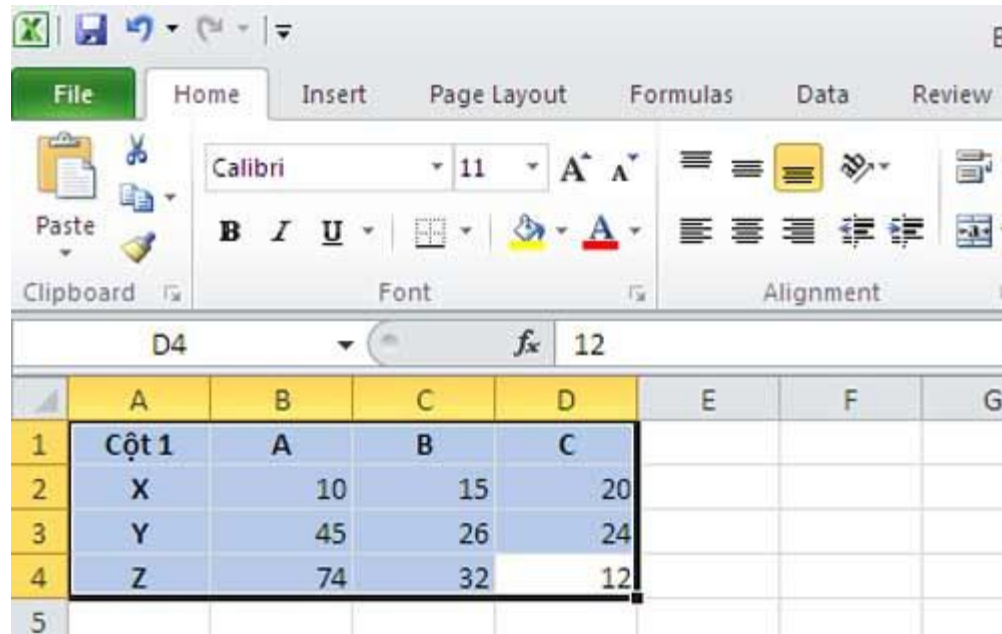 File Home Insert Page Layout Formulas Data Review
Calibri 11 A A
Paste B I U A
Clipboard Font Alignment
D4 fx 12
A B C D E F G
1 Cột 1 A B C
2 X 10 15 20
3 Y 45 26 24
4 Z 74 32 12
5